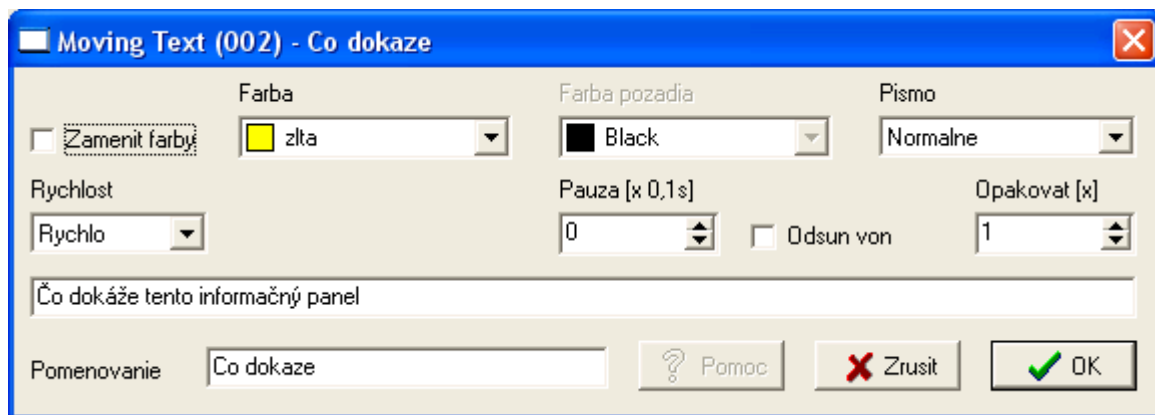 Moving Text (002) - Co dokaze
Farba Farba pozadia Pismo
Zamenit farby zlta Black Normalne
Rychlost Pauza [x 0,1s] Opakovat [x]
Rychlo 0 Odsun von 1
Čo dokáže tento informačný panel
Pomenovanie Co dokaze Pomoc Zrusit OK